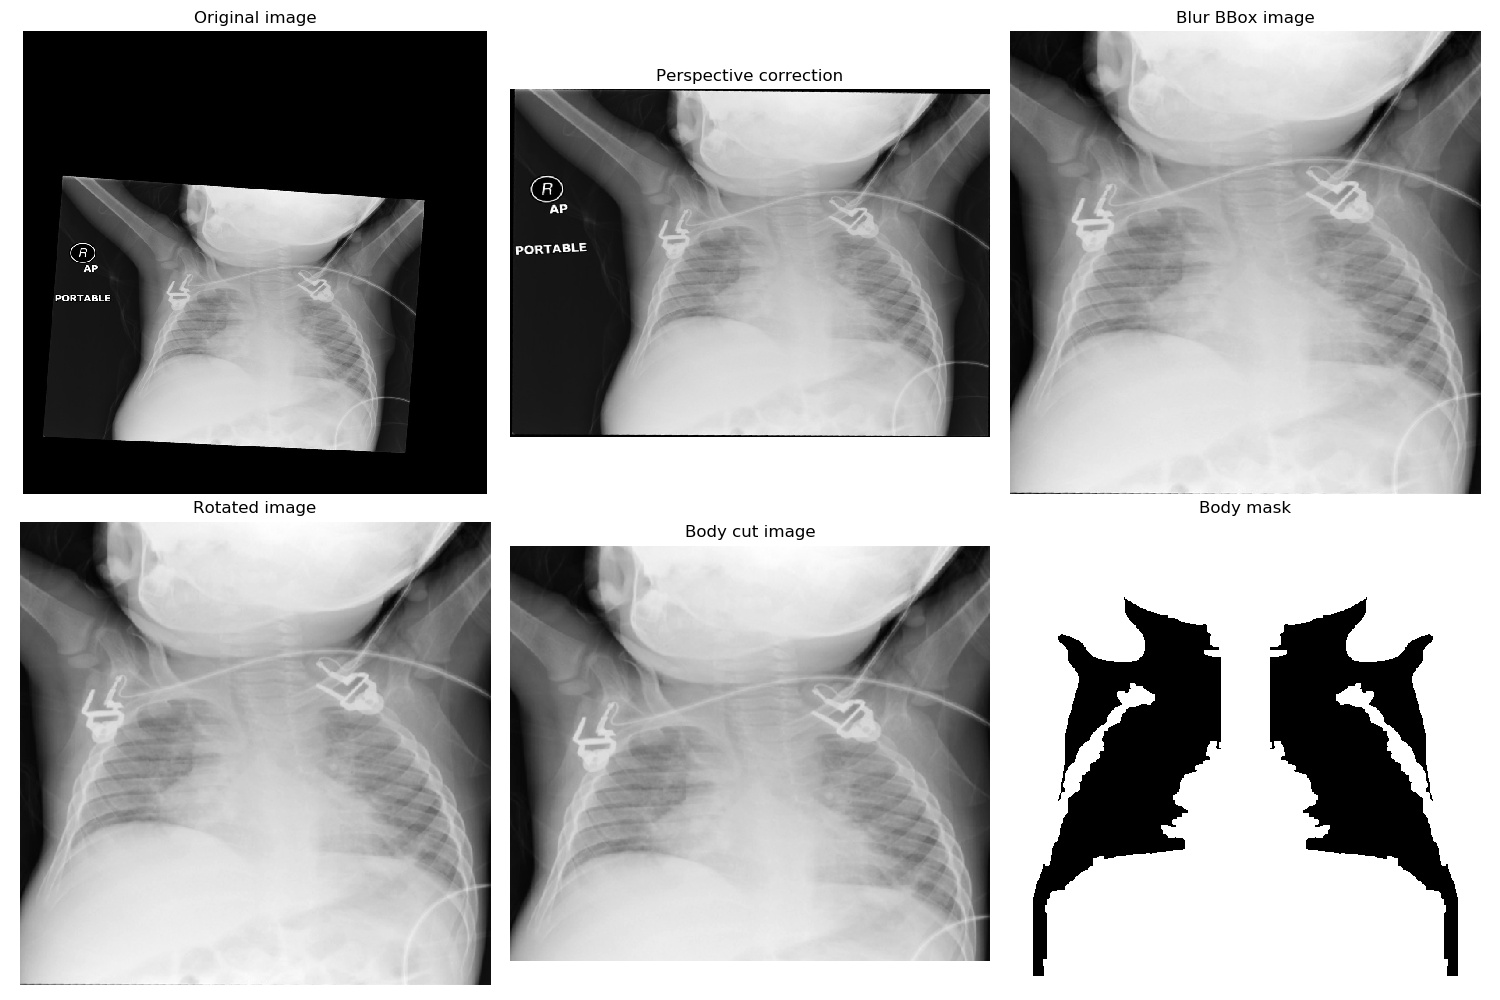 Original image
Perspective correction
Blur BBox image
R
AP
PORTABLE
R
AP
PORTABLE
Rotated image
Body cut image
Body mask